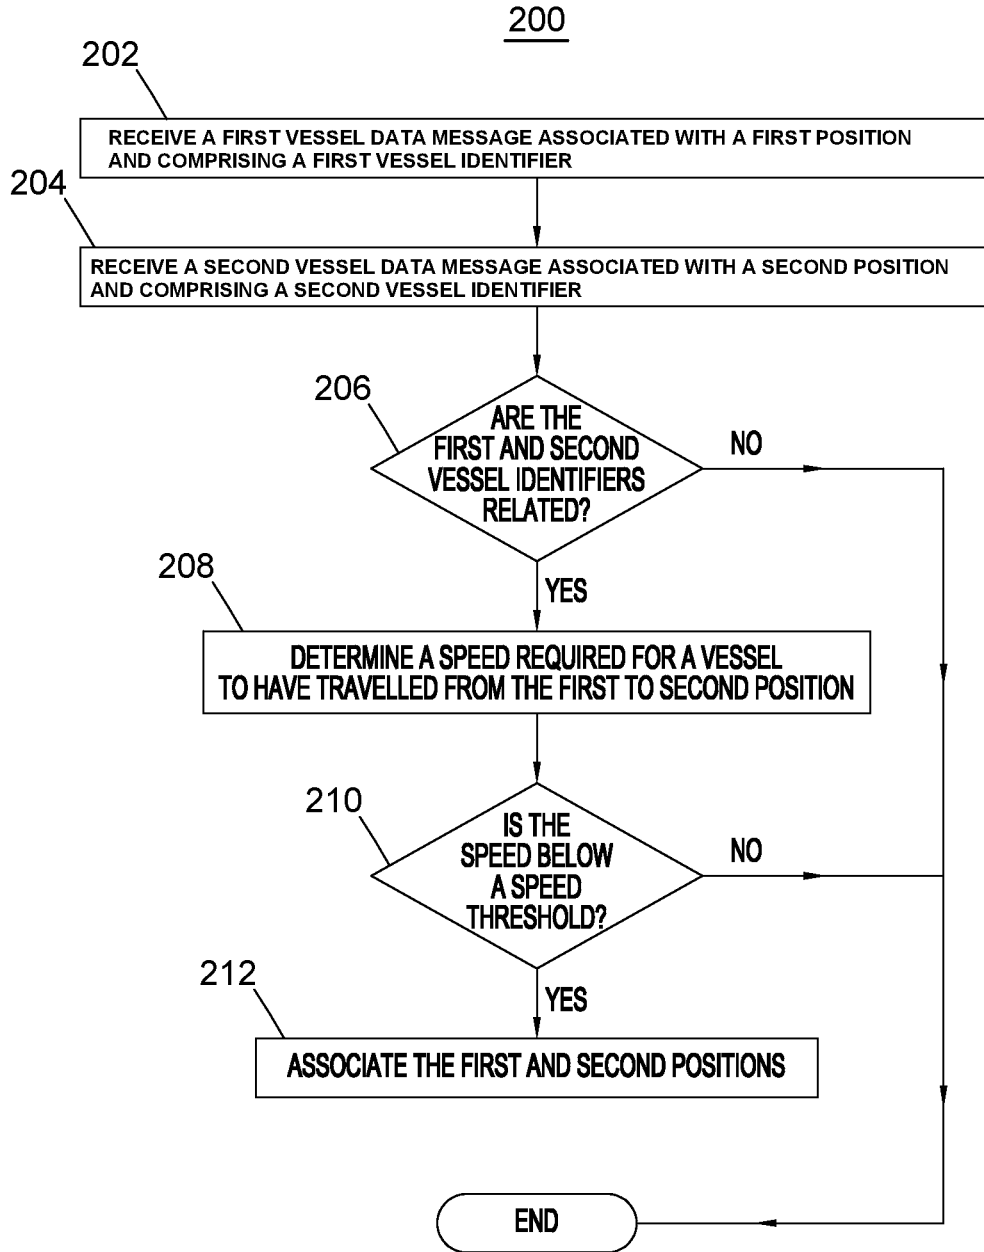 200
202
RECEIVE A FIRST VESSEL DATA MESSAGE ASSOCIATED WITH A FIRST POSITION
AND COMPRISING A FIRST VESSEL IDENTIFIER
204
RECEIVE A SECOND VESSEL DATA MESSAGE ASSOCIATED WITH A SECOND POSITION
AND COMPRISING A SECOND VESSEL IDENTIFIER
206
ARE THE
FIRST AND SECOND
VESSEL IDENTIFIERS
RELATED?
NO
YES
208
DETERMINE A SPEED REQUIRED FOR A VESSEL
TO HAVE TRAVELLED FROM THE FIRST TO SECOND POSITION
210
IS THE
SPEED BELOW
A SPEED
THRESHOLD?
NO
YES
212
ASSOCIATE THE FIRST AND SECOND POSITIONS
END